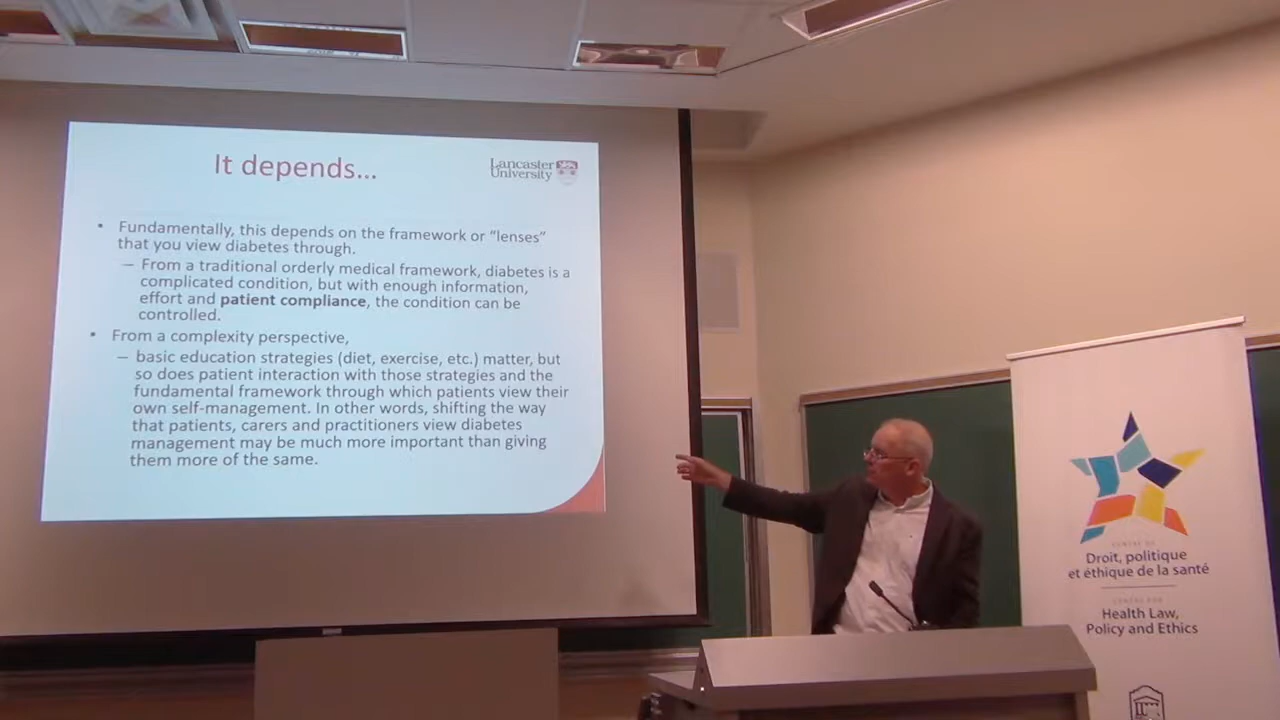 It depends...
Lancaster
University
• Fundamentally, this depends on the framework or “lenses”
that you view diabetes through.
– From a traditional orderly medical framework, diabetes is a
complicated condition, but with enough information,
effort and patient compliance, the condition can be
controlled.
• From a complexity perspective,
– basic education strategies (diet, exercise, etc.) matter, but
so does patient interaction with those strategies and the
fundamental framework through which patients view their
own self-management. In other words, shifting the way
that patients, carers and practitioners view diabetes
management may be much more important than giving
them more of the same.
CENTRE DE
Droit, politique
et éthique de la santé
CENTRE FOR
Health Law,
Policy and Ethics